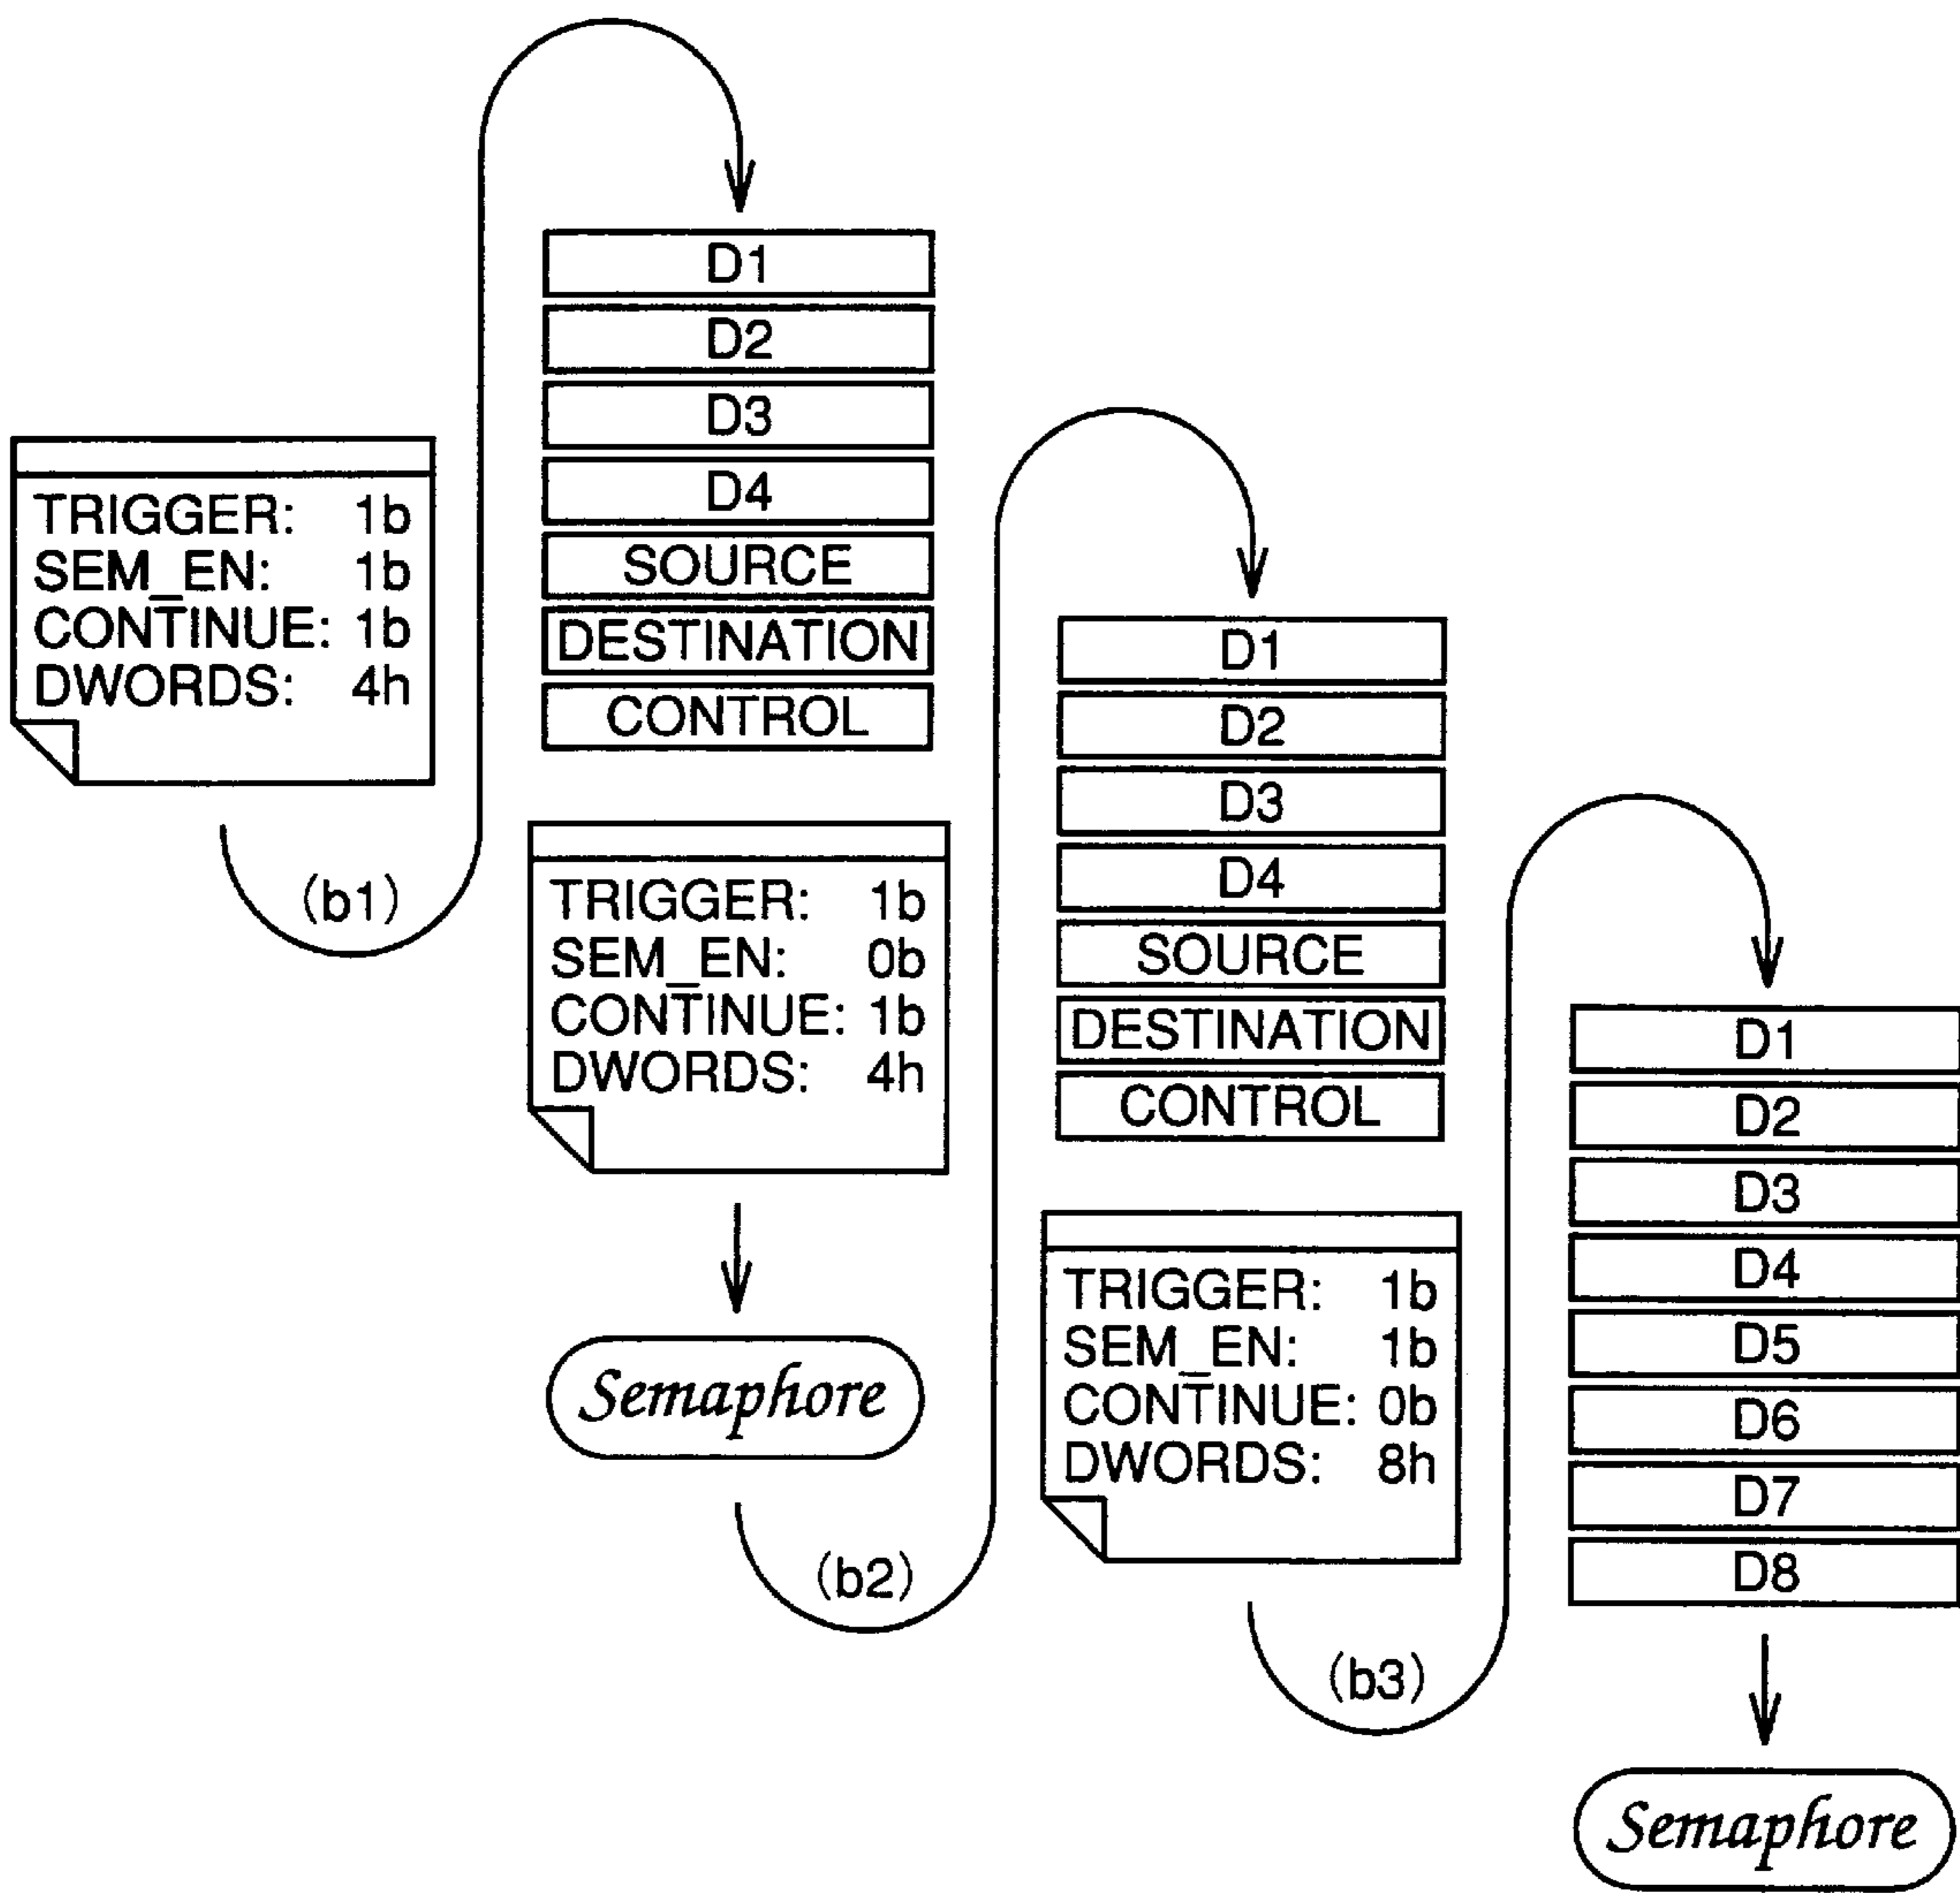 TRIGGER: 1b
SEM_EN: 1b
CONTINUE: 1b
DWORDS: 4h
(b1)
D1
D2
D3
D4
SOURCE
DESTINATION
CONTROL
TRIGGER: 1b
SEM_EN: 0b
CONTINUE: 1b
DWORDS: 4h
Semaphore
(b2)
D1
D2
D3
D4
SOURCE
DESTINATION
CONTROL
TRIGGER: 1b
SEM_EN: 1b
CONTINUE: 0b
DWORDS: 8h
(b3)
D1
D2
D3
D4
D5
D6
D7
D8
Semaphore